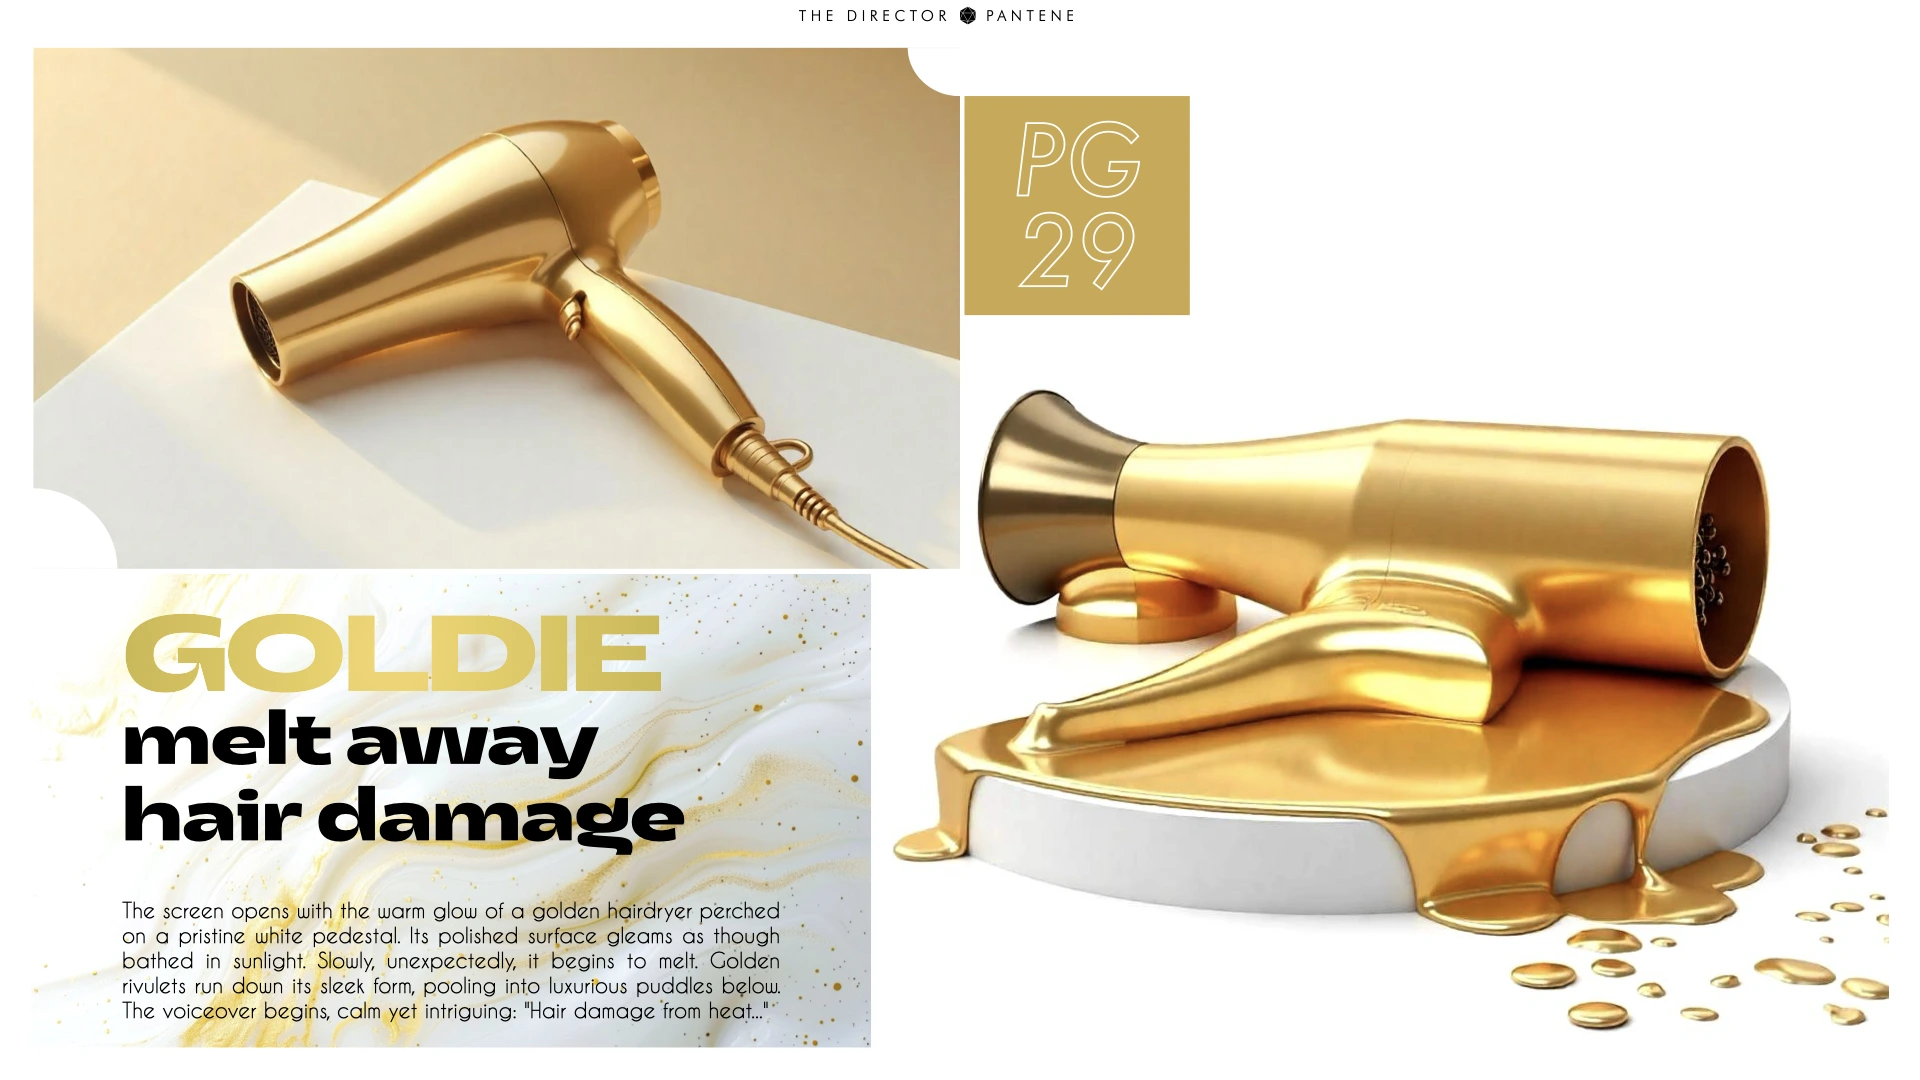 THE DIRECTOR PANTENE
PG
29
GOLDIE
melt away
hair damage
The screen opens with the warm glow of a golden hairdryer perched
on a pristine white pedestal. Its polished surface gleams as though
bathed in sunlight. Slowly, unexpectedly, it begins to melt. Golden
rivulets run down its sleek form, pooling into luxurious puddles below.
The voiceover begins, calm yet intriguing: "Hair damage from heat..."